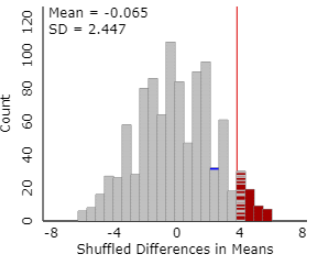 Mean = -0.065
SD = 2.447
Count
120
100
80
60
40
20
0
-8 -4 0 4 8
Shuffled Differences in Means